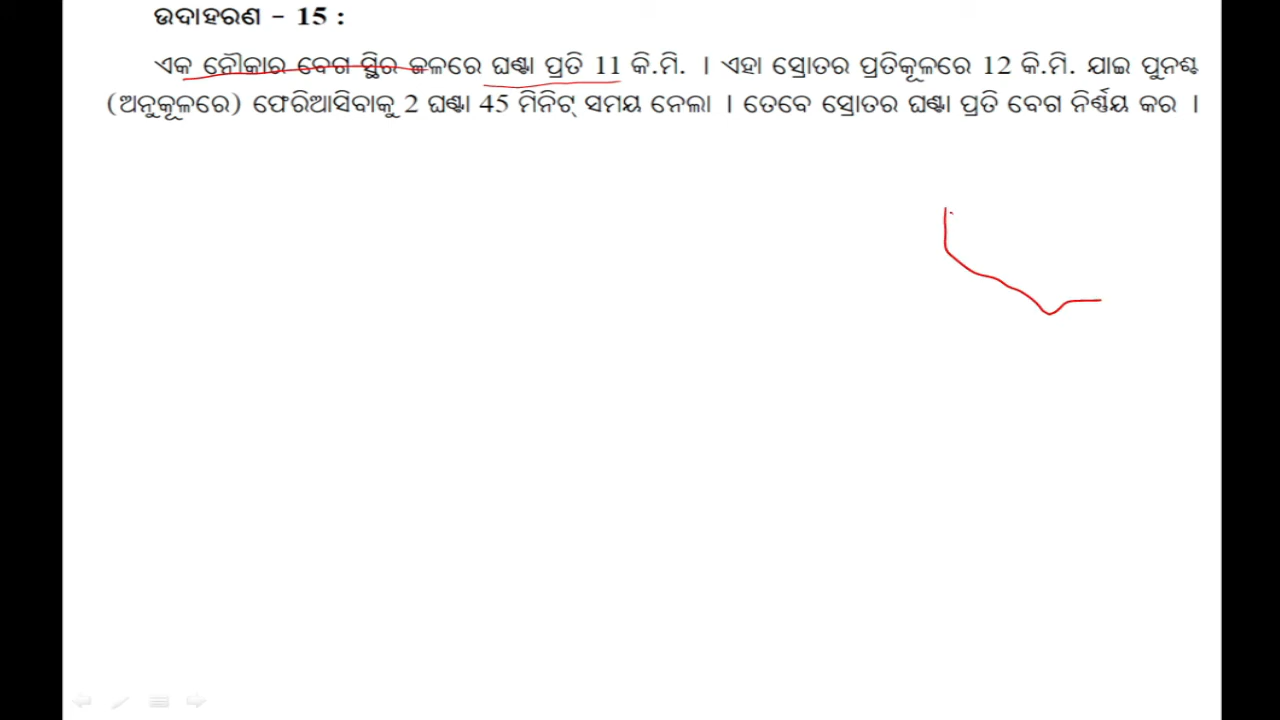 ଉଦାହରଣ – 15 :
ଏକ ନୌକାର ବେଗ ସ୍ଥିର ଜଳରେ ଘଣ୍ଟା ପ୍ରତି 11 କି.ମି. । ଏହା ସ୍ରୋତର ପ୍ରତିକୂଳରେ 12 କି.ମି. ଯାଇ ପୁନଶ୍ଚ
(ଅନୁକୂଳରେ) ଫେରିଆସିବାକୁ 2 ଘଣ୍ଟା 45 ମିନିଟ୍ ସମୟ ନେଲା । ତେବେ ସ୍ରୋତର ଘଣ୍ଟା ପ୍ରତି ବେଗ ନିର୍ଣ୍ଣୟ କର ।